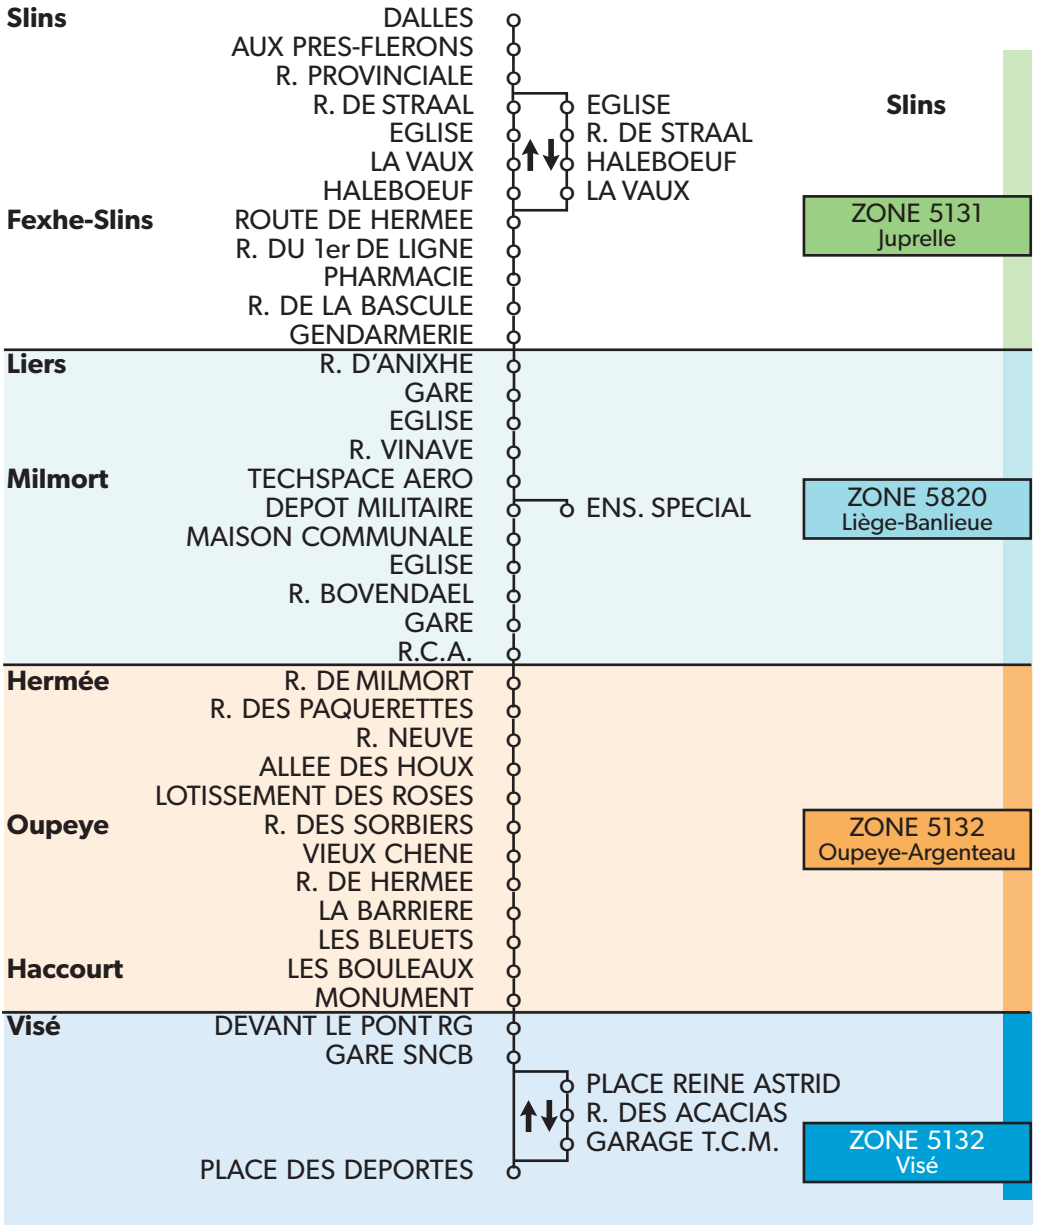 Slins DALLES
AUX PRES-FLERONS
R. PROVINCIALE
R. DE STRAAL EGLISE Slins
EGLISE R. DE STRAAL
LA VAUX HALEBOEUF
HALEBOEUF LA VAUX
Fexhe-Slins ROUTE DE HERMEE ZONE 5131
Juprelle
R. DU 1er DE LIGNE
PHARMACIE
R. DE LA BASCULE
GENDARMERIE
Liers R. D'ANIXHE
GARE
EGLISE
R. VINAVE
Milmort TECHSPACE AERO
DEPOT MILITAIRE ENS. SPECIAL ZONE 5820
Liège-Banlieue
MAISON COMMUNALE
EGLISE
R. BOVENDAEL
GARE
R.C.A.
Hermée R. DE MILMORT
R. DES PAQUERETTES
R. NEUVE
ALLEE DES HOUX
LOTISSEMENT DES ROSES
Oupeye R. DES SORBIERS ZONE 5132
VIEUX CHENE Oupeye-Argenteau
R. DE HERMEE
LA BARRIERE
LES BLEUETS
Haccourt LES BOULEAUX
MONUMENT
Visé DEVANT LE PONT RG
GARE SNCB
PLACE REINE ASTRID
R. DES ACACIAS
GARAGE T.C.M. ZONE 5132
Visé
PLACE DES DEPORTES